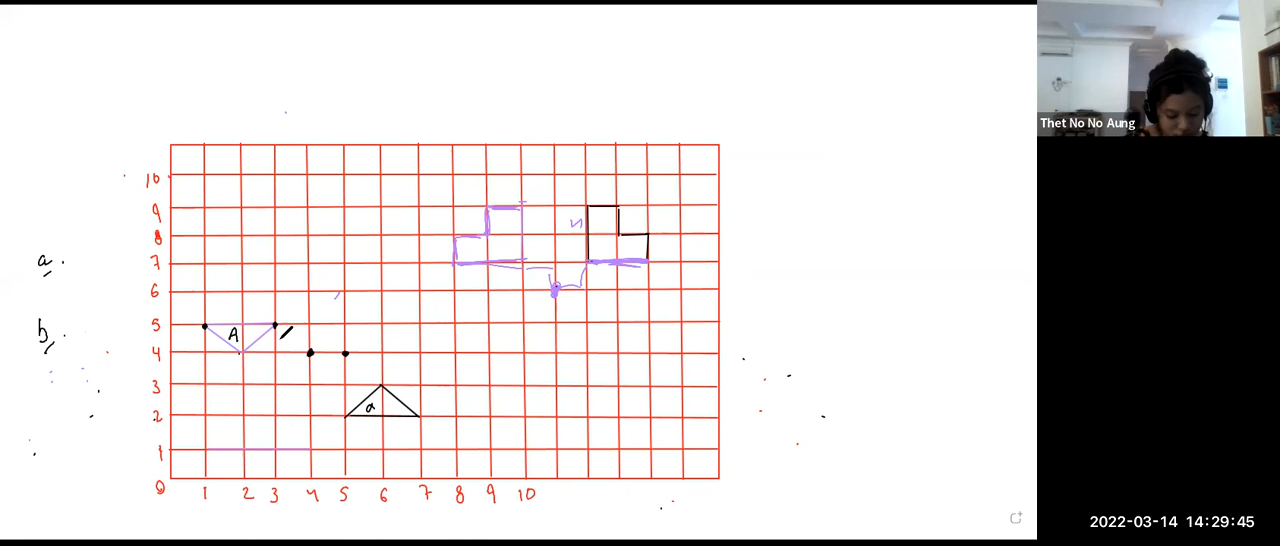 Thet No No Aung
10
9
8
a.
7
6
5
A
b.
4
3
a
2
1
0
1 2 3 4 5 6 7 8 9 10
2022-03-14 14:29:45